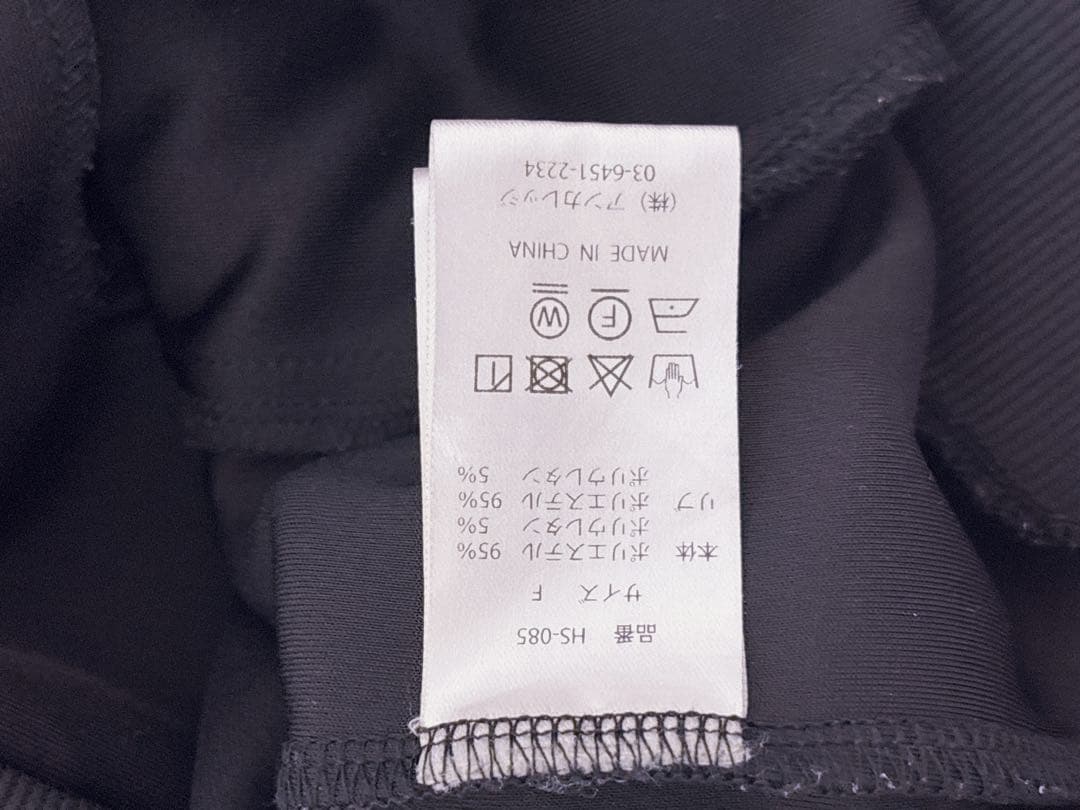 品番 HS-085
サイズ F
本体 ポリエステル 95%
ポリウレタン 5%
リブ ポリエステル 95%
ポリウレタン 5%
F W
MADE IN CHINA
(株) アンカレッジ
03-6451-2234